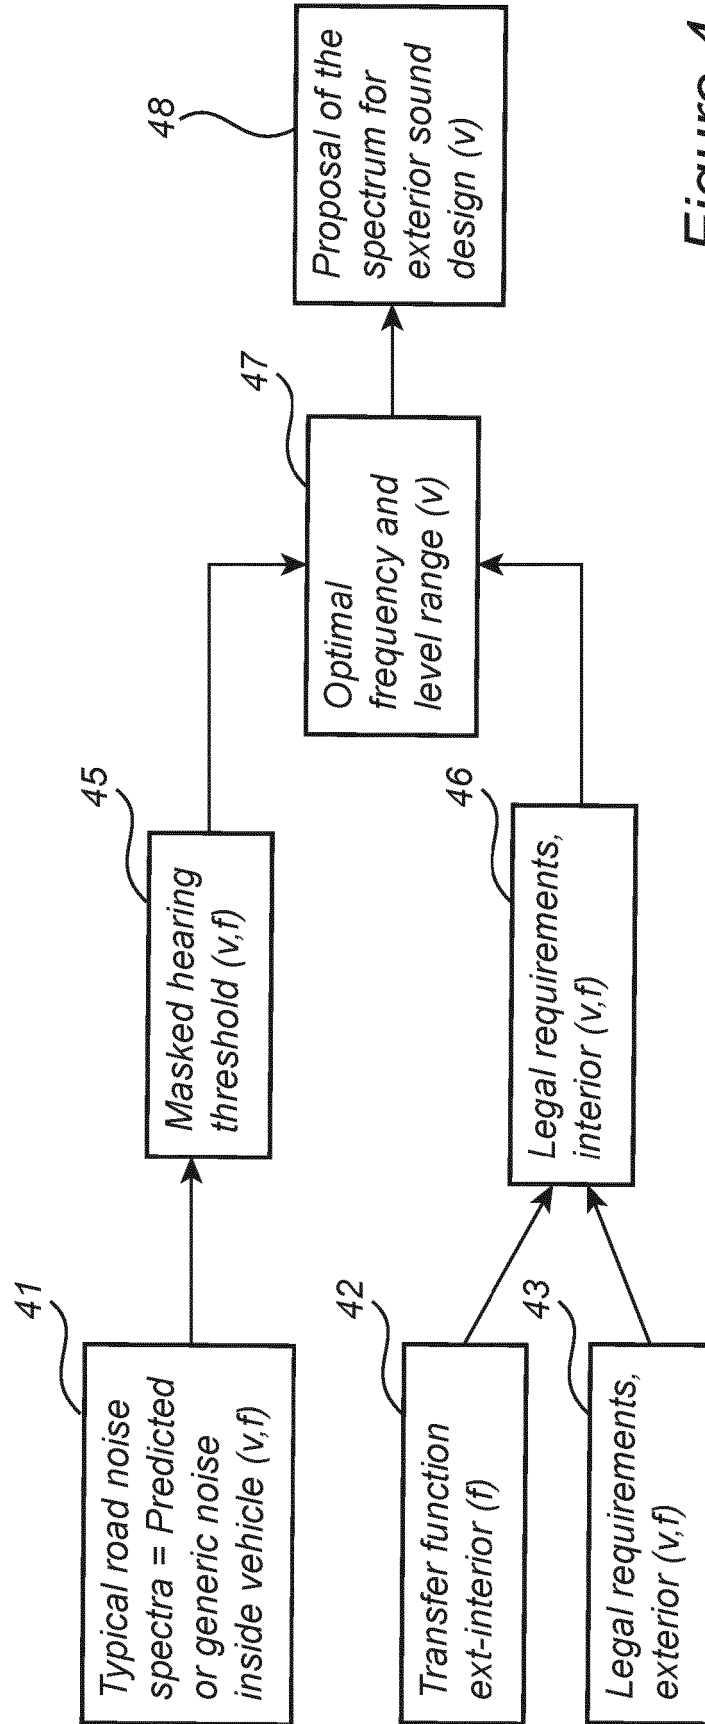 41
Typical road noise
spectra = Predicted
or generic noise
inside vehicle (v,f)
42
Transfer function
ext-interior (f)
43
Legal requirements,
exterior (v,f)
45
Masked hearing
threshold (v,f)
46
Legal requirements,
interior (v,f)
47
Optimal
frequency and
level range (v)
48
Proposal of the
spectrum for
exterior sound
design (v)
Figure 4